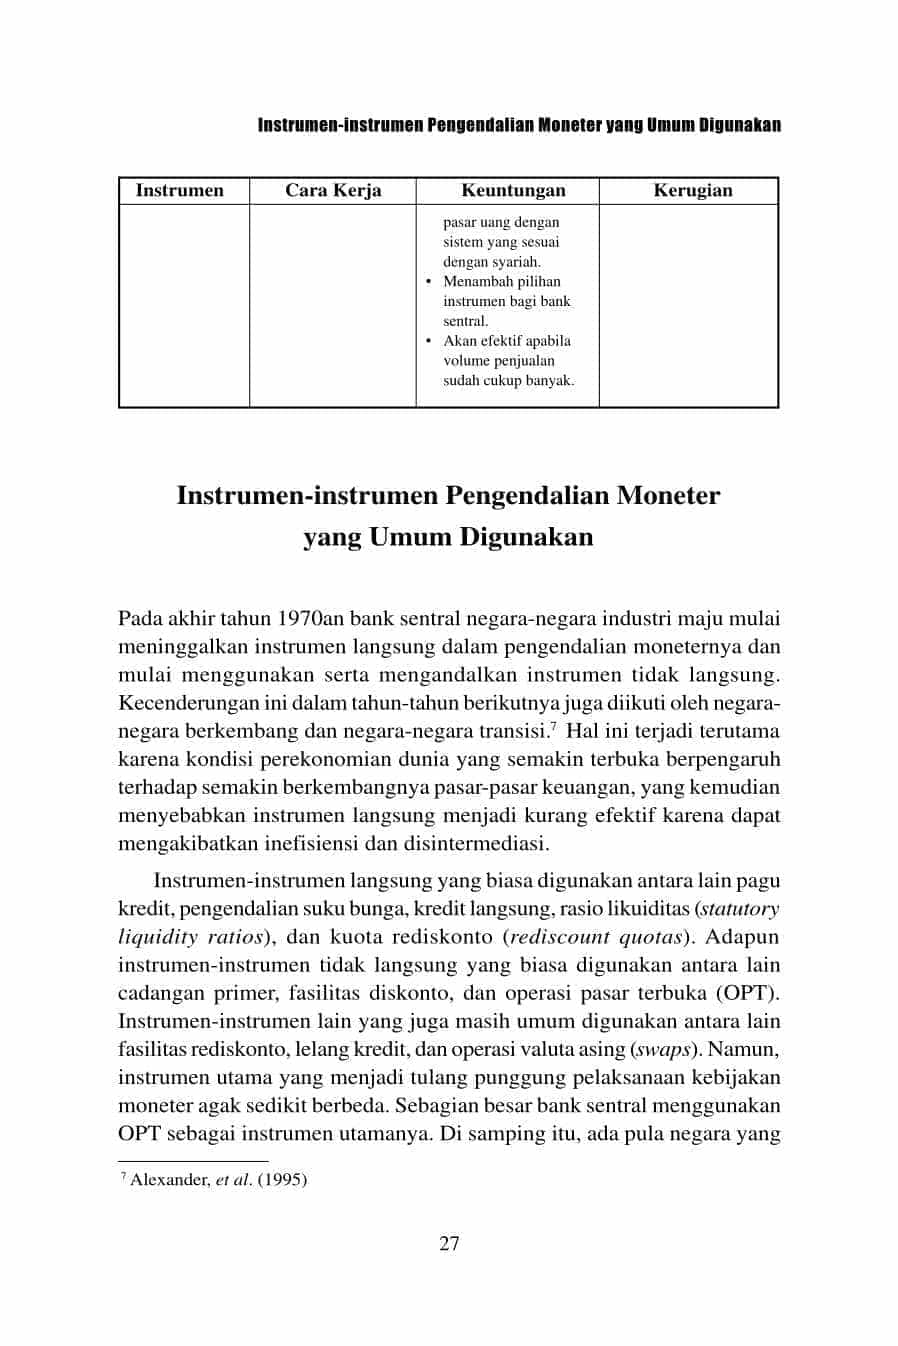 Instrumen-instrumen Pengendalian Moneter yang Umum Digunakan
Instrumen Cara Kerja Keuntungan Kerugian
pasar uang dengan
sistem yang sesuai
dengan syariah.
• Menambah pilihan
instrumen bagi bank
sentral.
• Akan efektif apabila
volume penjualan
sudah cukup banyak.
Instrumen-instrumen Pengendalian Moneter
yang Umum Digunakan
Pada akhir tahun 1970an bank sentral negara-negara industri maju mulai
meninggalkan instrumen langsung dalam pengendalian moneternya dan
mulai menggunakan serta mengandalkan instrumen tidak langsung.
Kecenderungan ini dalam tahun-tahun berikutnya juga diikuti oleh negara-
negara berkembang dan negara-negara transisi.⁷ Hal ini terjadi terutama
karena kondisi perekonomian dunia yang semakin terbuka berpengaruh
terhadap semakin berkembangnya pasar-pasar keuangan, yang kemudian
menyebabkan instrumen langsung menjadi kurang efektif karena dapat
mengakibatkan inefisiensi dan disintermediasi.
Instrumen-instrumen langsung yang biasa digunakan antara lain pagu
kredit, pengendalian suku bunga, kredit langsung, rasio likuiditas (statutory
liquidity ratios), dan kuota rediskonto (rediscount quotas). Adapun
instrumen-instrumen tidak langsung yang biasa digunakan antara lain
cadangan primer, fasilitas diskonto, dan operasi pasar terbuka (OPT).
Instrumen-instrumen lain yang juga masih umum digunakan antara lain
fasilitas rediskonto, lelang kredit, dan operasi valuta asing (swaps). Namun,
instrumen utama yang menjadi tulang punggung pelaksanaan kebijakan
moneter agak sedikit berbeda. Sebagian besar bank sentral menggunakan
OPT sebagai instrumen utamanya. Di samping itu, ada pula negara yang
⁷ Alexander, et al. (1995)
27